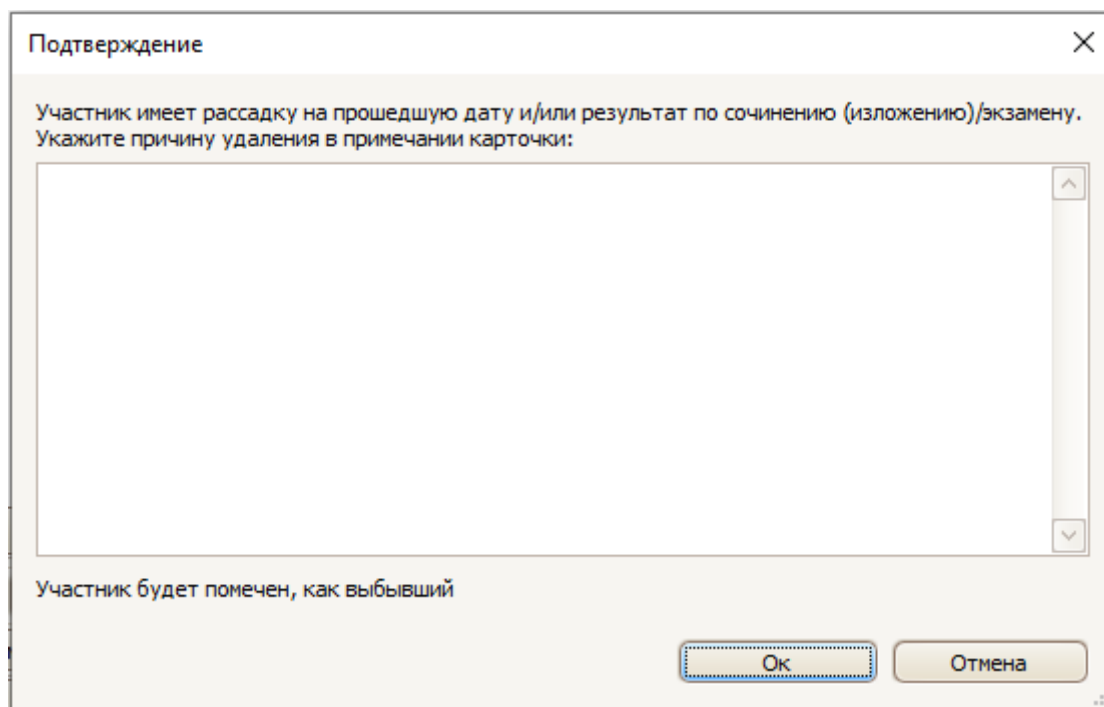 Подтверждение
Участник имеет рассадку на прошедшую дату и/или результат по сочинению (изложению)/экзамену.
Укажите причину удаления в примечании карточки:
Участник будет помечен, как выбывший
Ок
Отмена